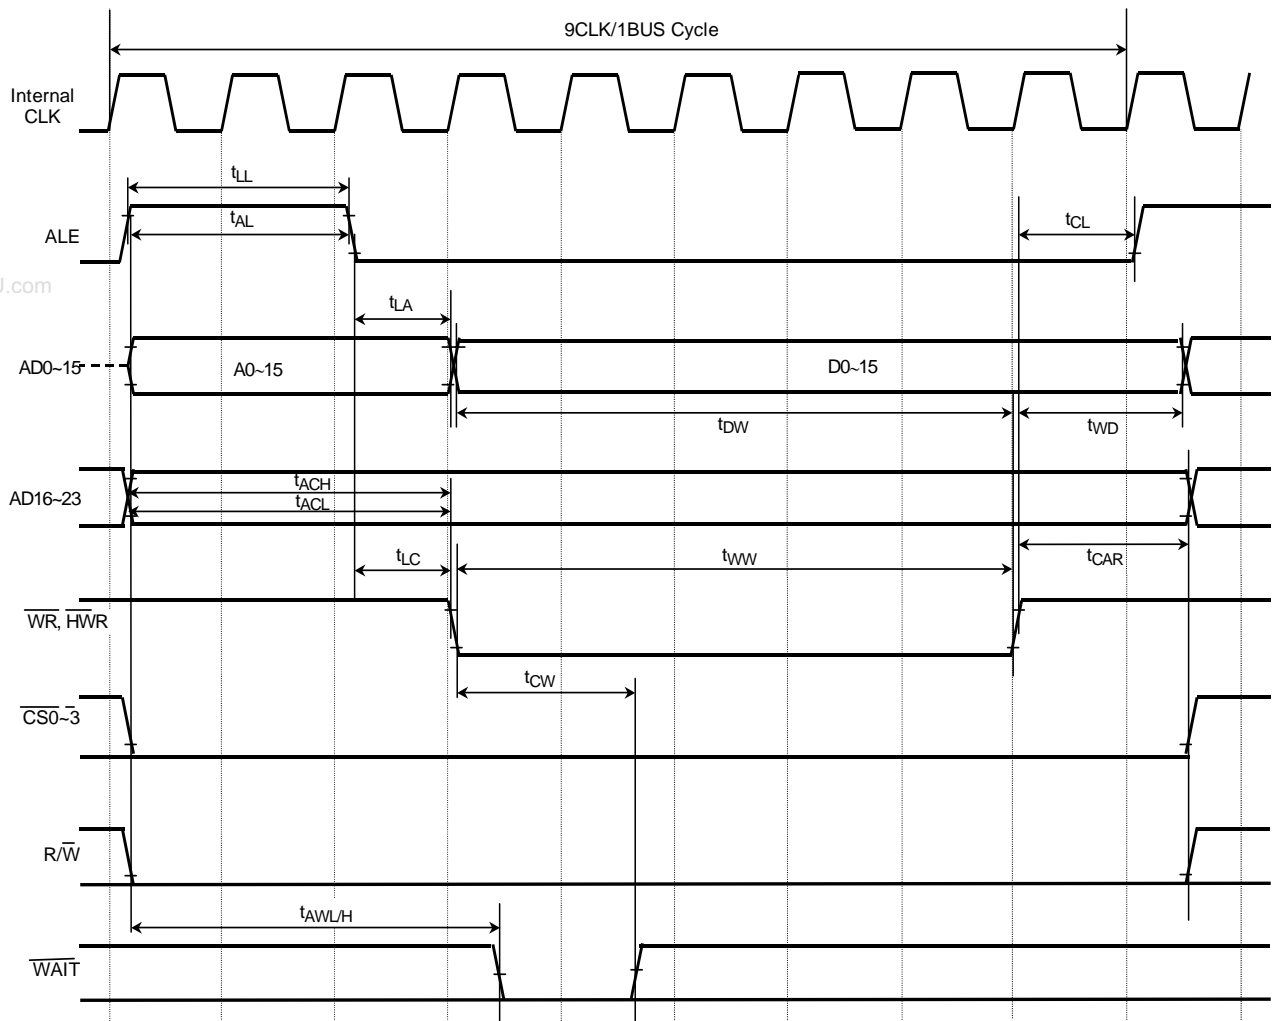 9CLK/1BUS Cycle
Internal
CLK
tLL
tAL
tCL
ALE
U.com
tLA
AD0~15
A0~15
D0~15
tDW
tWD
tACH
AD16~23
tACL
tLC
tWW
tCAR
WR, HWR
tCW
CS0~3
R/W
tAWL/H
WAIT